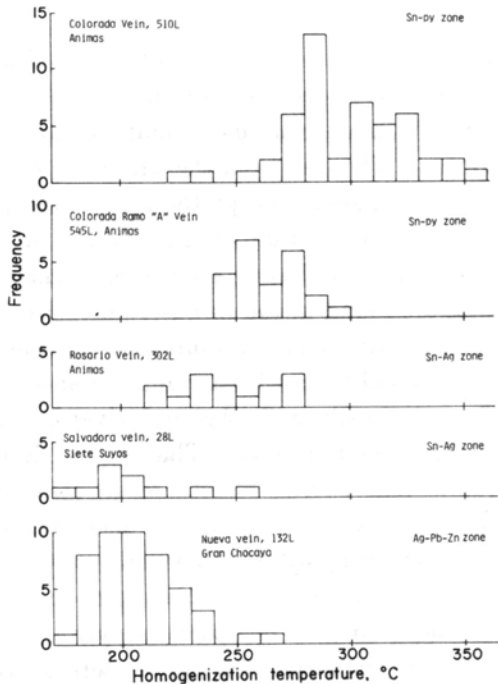 Colorada Vein, 510L
Animas
Sn-py zone
15
10
5
0
Colorada Ramo "A" Vein
545L, Animas
Sn-py zone
10
5
0
Frequency
Rosario Vein, 302L
Animas
Sn-Ag zone
5
0
Salvadora vein, 28L
Siete Suyos
Sn-Ag zone
5
0
Nueva vein, 132L
Gran Chocaya
Ag-Pb-Zn zone
10
5
0
200 250 300 350
Homogenization temperature, °C